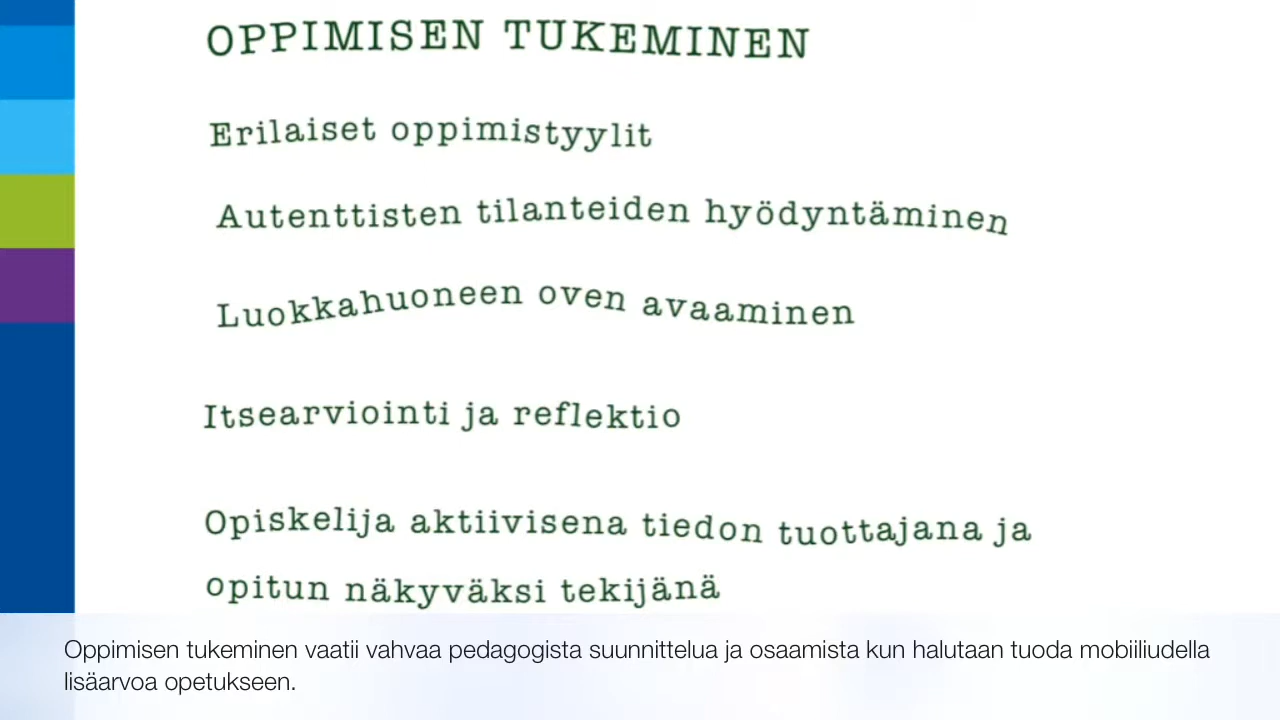 OPPIMISEN TUKEMINEN
Erilaiset oppimistyylit
Autenttisten tilanteiden hyödyntäminen
Luokkahuoneen oven avaaminen
Itsearviointi ja reflektio
Opiskelija aktiivisena tiedon tuottajana ja
opitun näkyväksi tekijänä
Oppimisen tukeminen vaatii vahvaa pedagogista suunnittelua ja osaamista kun halutaan tuoda mobiiliudella
lisäarvoa opetukseen.